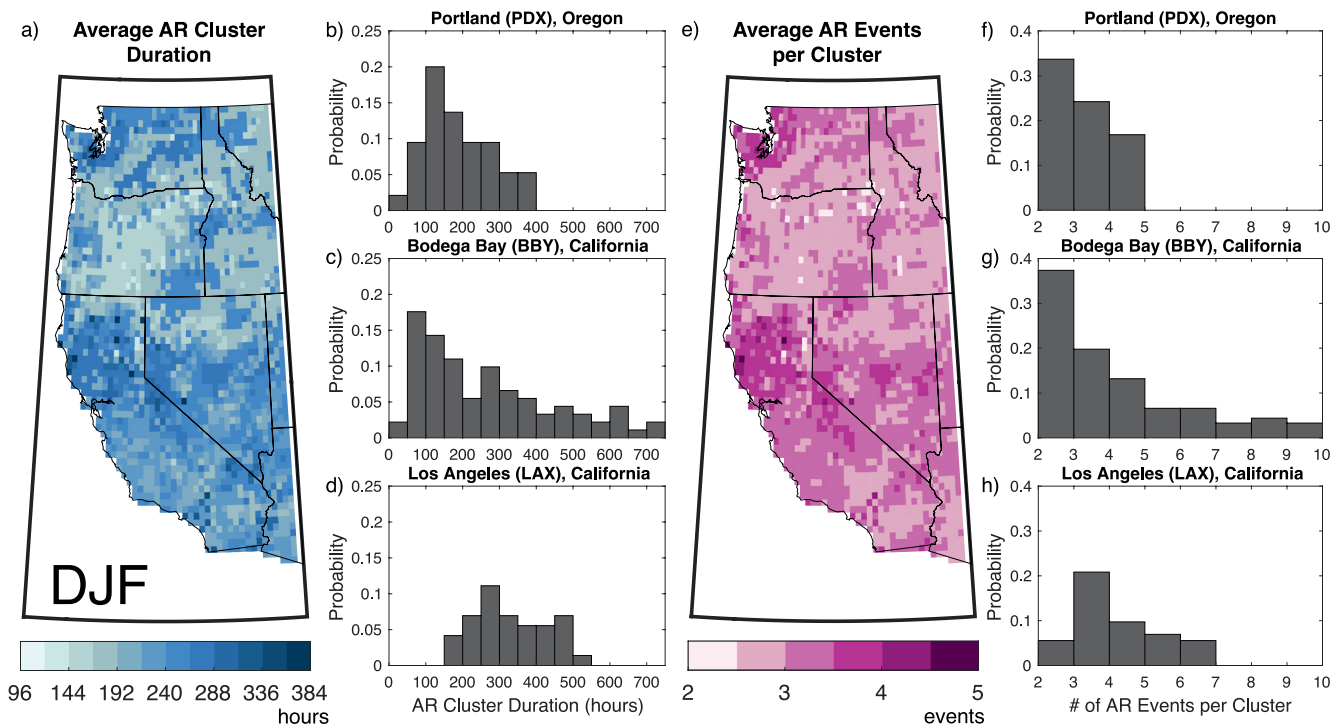 a) Average AR Cluster
Duration
DJF
96 144 192 240 288 336 384
hours
b) Portland (PDX), Oregon
0.25
0.2
0.15
0.1
0.05
0
Probability
0 100 200 300 400 500 600 700
c) Bodega Bay (BBY), California
0.25
0.2
0.15
0.1
0.05
0
Probability
0 100 200 300 400 500 600 700
d) Los Angeles (LAX), California
0.25
0.2
0.15
0.1
0.05
0
Probability
0 100 200 300 400 500 600 700
AR Cluster Duration (hours)
e) Average AR Events
per Cluster
2 3 4 5
events
f) Portland (PDX), Oregon
0.4
0.3
0.2
0.1
0
Probability
2 3 4 5 6 7 8 9 10
g) Bodega Bay (BBY), California
0.4
0.3
0.2
0.1
0
Probability
2 3 4 5 6 7 8 9 10
h) Los Angeles (LAX), California
0.4
0.3
0.2
0.1
0
Probability
2 3 4 5 6 7 8 9 10
# of AR Events per Cluster